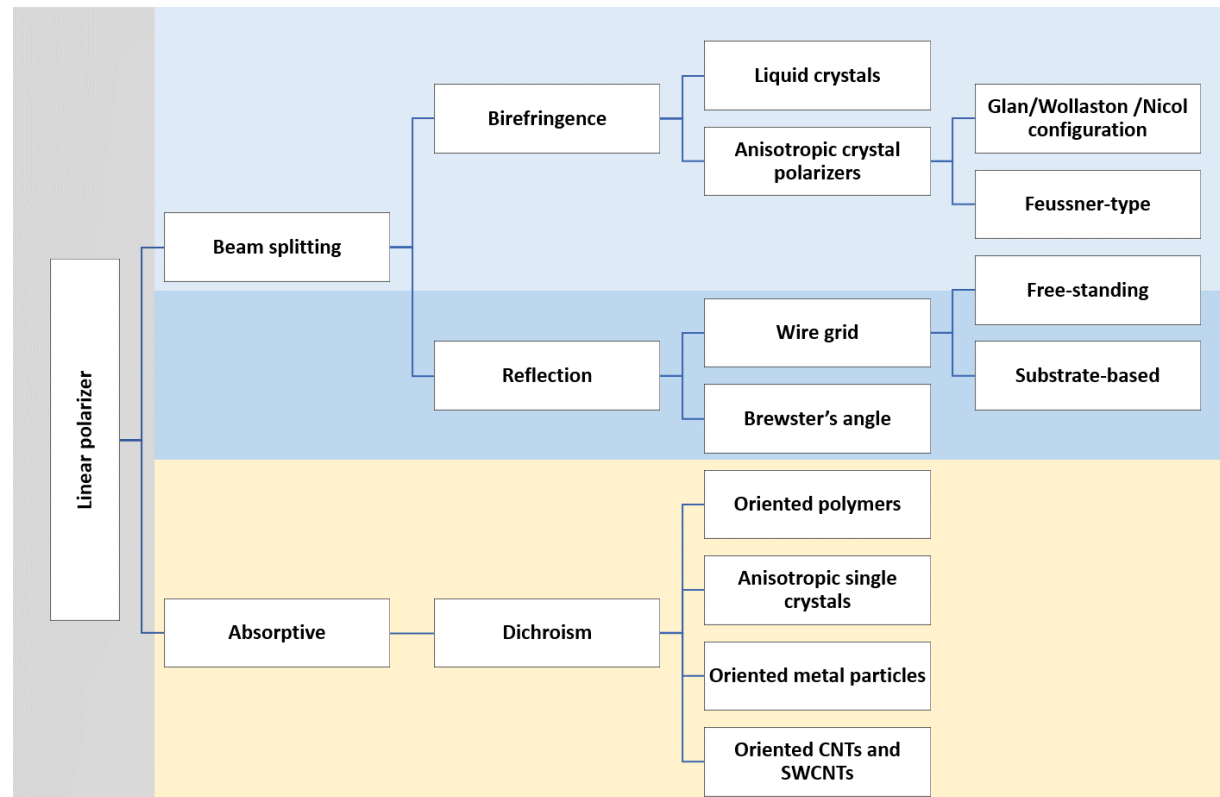 Linear polarizer
Beam splitting
Birefringence
Liquid crystals
Anisotropic crystal
polarizers
Glan/Wollaston /Nicol
configuration
Feussner-type
Reflection
Wire grid
Free-standing
Substrate-based
Brewster’s angle
Absorptive
Dichroism
Oriented polymers
Anisotropic single
crystals
Oriented metal particles
Oriented CNTs and
SWCNTs